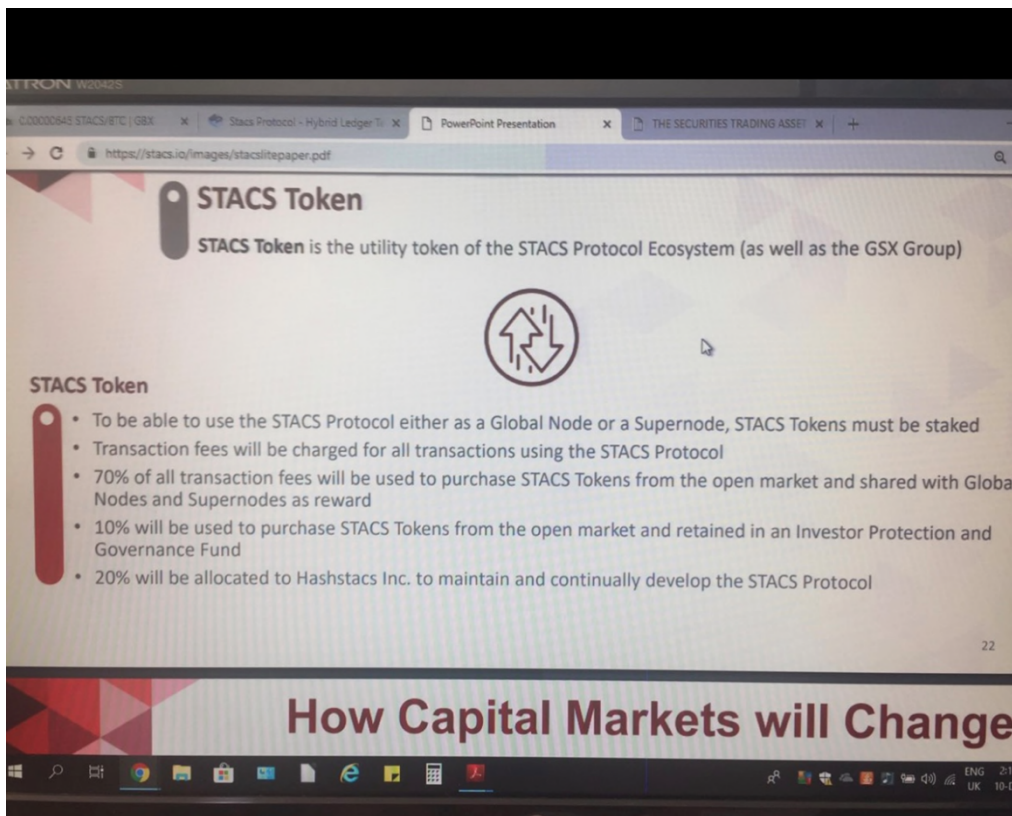 TRON W2042S
0.00000845 STACS/BTC | GBX
Stacs Protocol - Hybrid Ledger Te
PowerPoint Presentation
THE SECURITIES TRADING ASSET
https://stacs.io/images/stacslitepaper.pdf
STACS Token
STACS Token is the utility token of the STACS Protocol Ecosystem (as well as the GSX Group)
STACS Token
• To be able to use the STACS Protocol either as a Global Node or a Supernode, STACS Tokens must be staked
• Transaction fees will be charged for all transactions using the STACS Protocol
• 70% of all transaction fees will be used to purchase STACS Tokens from the open market and shared with Globa
Nodes and Supernodes as reward
• 10% will be used to purchase STACS Tokens from the open market and retained in an Investor Protection and
Governance Fund
• 20% will be allocated to Hashstacs Inc. to maintain and continually develop the STACS Protocol
22
How Capital Markets will Change
ENG 2:1
UK 10-D